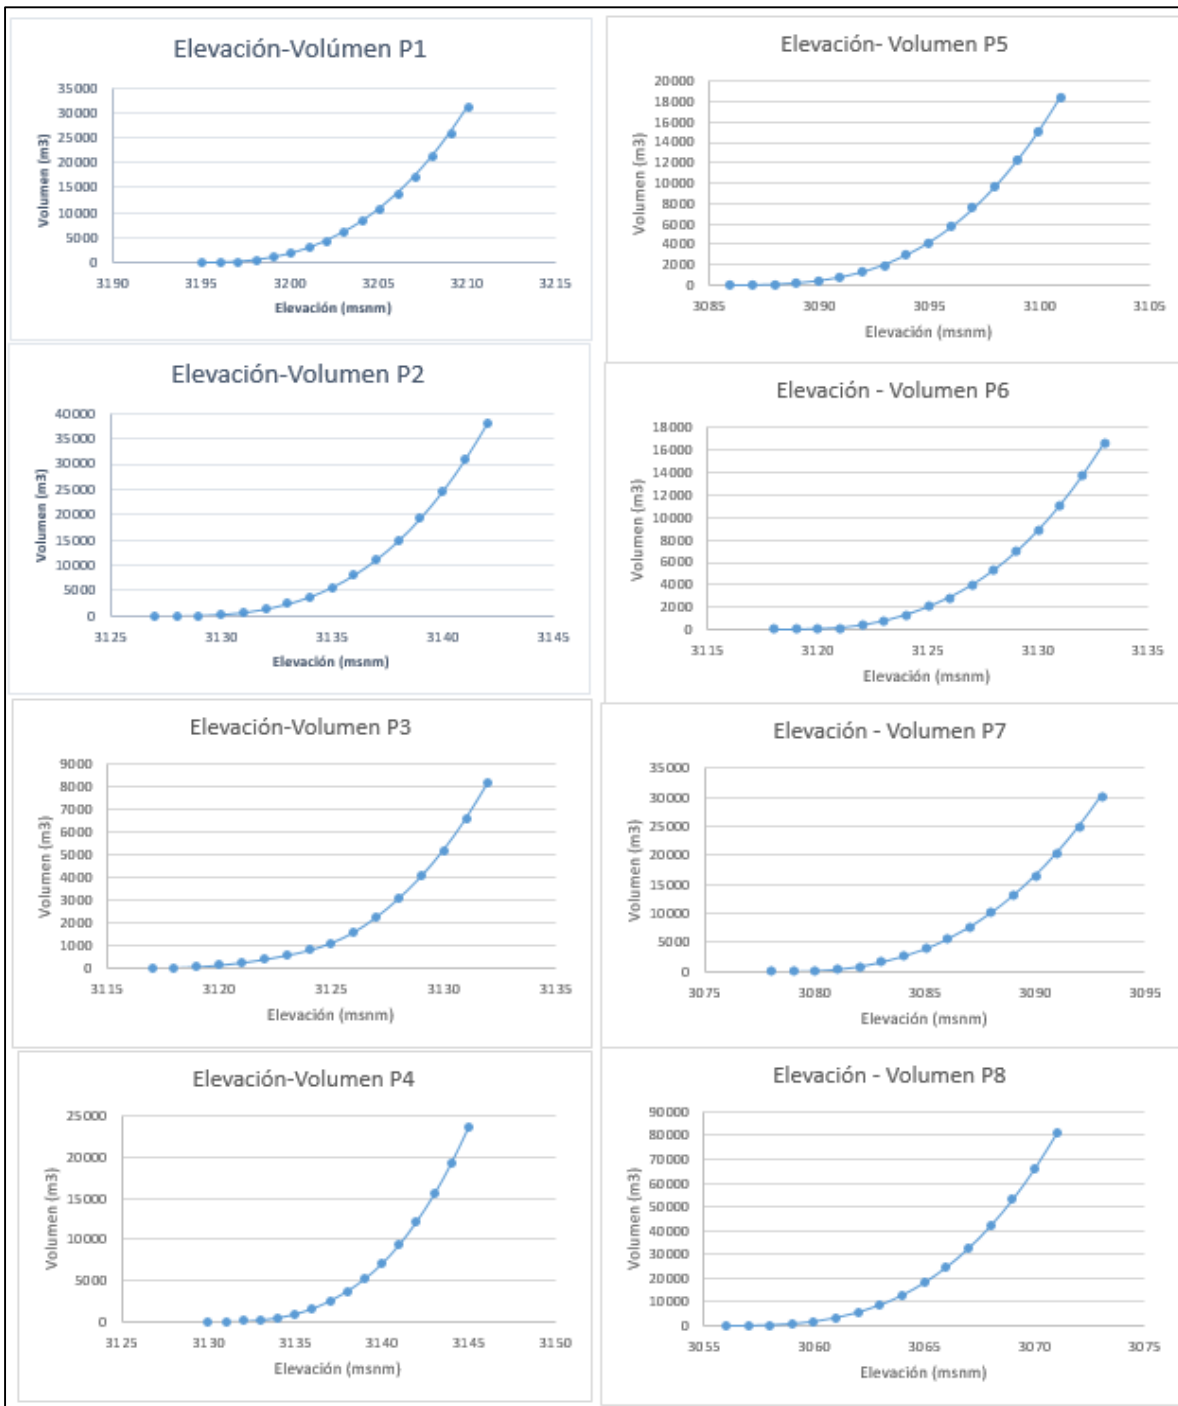 Elevación-Volúmen P1
35000
30000
25000
20000
15000
10000
5000
0
3190 3195 3200 3205 3210 3215
Volumen (m3)
Elevación (msnm)
Elevación-Volumen P2
40000
35000
30000
25000
20000
15000
10000
5000
0
3125 3130 3135 3140 3145
Volumen (m3)
Elevación (msnm)
Elevación-Volumen P3
9000
8000
7000
6000
5000
4000
3000
2000
1000
0
3115 3120 3125 3130 3135
Volumen (m3)
Elevación (msnm)
Elevación-Volumen P4
25000
20000
15000
10000
5000
0
3125 3130 3135 3140 3145 3150
Volumen (m3)
Elevación (msnm)
Elevación- Volumen P5
20000
18000
16000
14000
12000
10000
8000
6000
4000
2000
0
3085 3090 3095 3100 3105
Volumen (m3)
Elevación (msnm)
Elevación - Volumen P6
18000
16000
14000
12000
10000
8000
6000
4000
2000
0
3115 3120 3125 3130 3135
Volumen (m3)
Elevación (msnm)
Elevación - Volumen P7
35000
30000
25000
20000
15000
10000
5000
0
3075 3080 3085 3090 3095
Volumen (m3)
Elevación (msnm)
Elevación - Volumen P8
90000
80000
70000
60000
50000
40000
30000
20000
10000
0
3055 3060 3065 3070 3075
Volumen (m3)
Elevación (msnm)